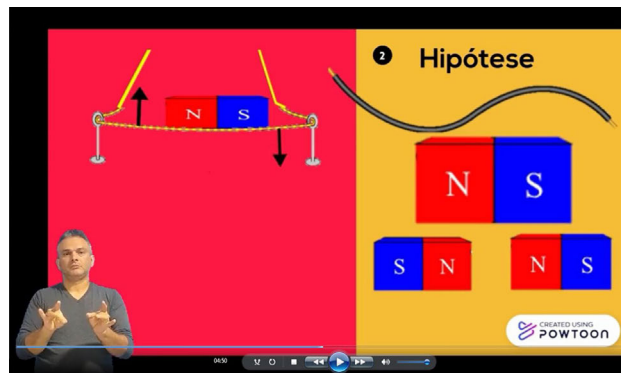 2 Hipótese
N S
N S
S N
N S
CREATED USING
POWTOON
04:50